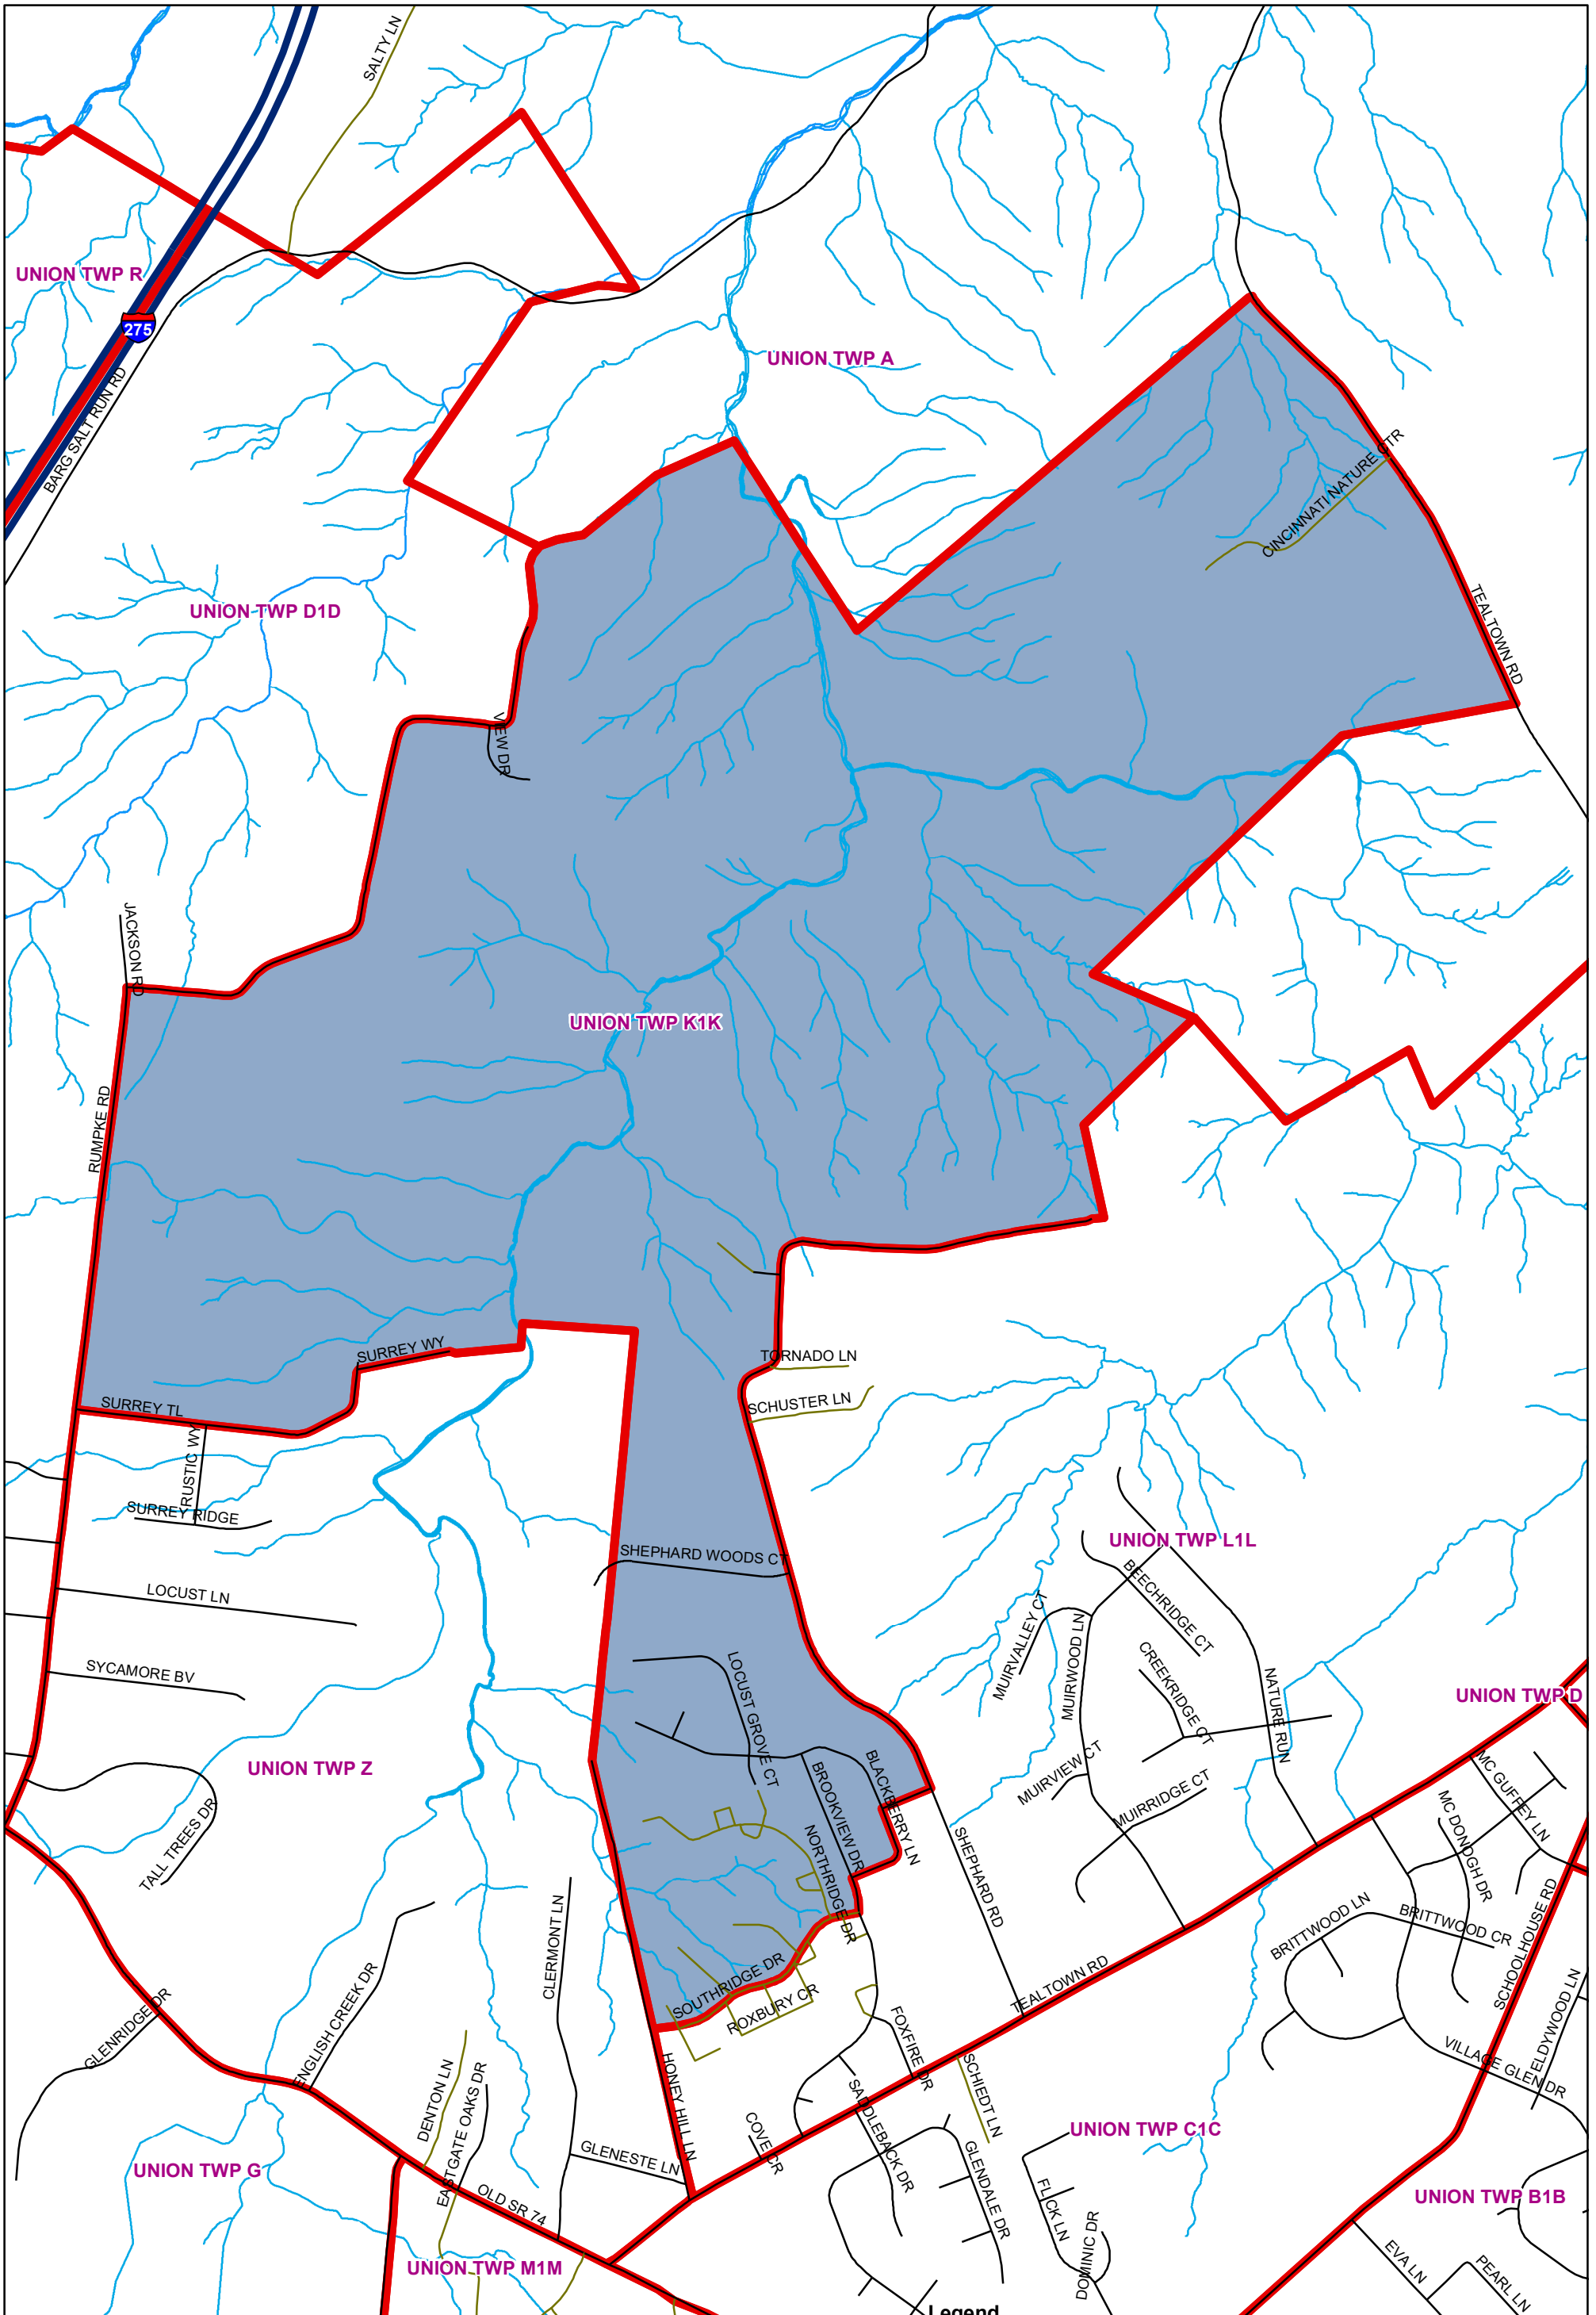 SALTY LN
UNION TWP R
275
BARG SALT RUN RD
UNION TWP A
CINCINNATI NATURE CTR
UNION TWP D1D
TEALTOWN RD
VIEW DR
JACKSON RD
UNION TWP K1K
RUMPKE RD
SURREY WY
TORNADO LN
SURREY TL
SCHUSTER LN
RUSTIC WY
SURREY RIDGE
SHEPHARD WOODS CT
UNION TWP L1L
BEECHRIDGE CT
LOCUST LN
MUIRVALLEY CT
MUIRWOOD LN
CREEKRIDGE CT
SYCAMORE BV
LOCUST GROVE CT
NATURE RUN
UNION TWP D
UNION TWP Z
BROOKVIEW DR
BLACKBERRY LN
MUIRVIEW CT
MUIRRIDGE CT
MC GUFFEY LN
MC DONOGH DR
TALL TREES DR
NORTHRIDGE DR
SHEPHARD RD
CLERMONT LN
BRITTWOOD LN
BRITTWOOD CR
SCHOOLHOUSE RD
SOUTHRIDGE DR
ROXBURY CR
TEALTOWN RD
GLENRIDGE DR
ENGLISH CREEK DR
FOXFIRE DR
ELDYWOOD LN
VILLAGE GLEN DR
DENTON LN
EASTGATE OAKS DR
HONEY HILL LN
SCHIEDT LN
SADDLEBACK DR
COVE CR
UNION TWP C1C
GLENESTE LN
GLENDALE DR
UNION TWP G
FLICK LN
UNION TWP B1B
OLD SR 74
DOMINIC DR
UNION TWP M1M
EVA LN
PEARL LN
Legend